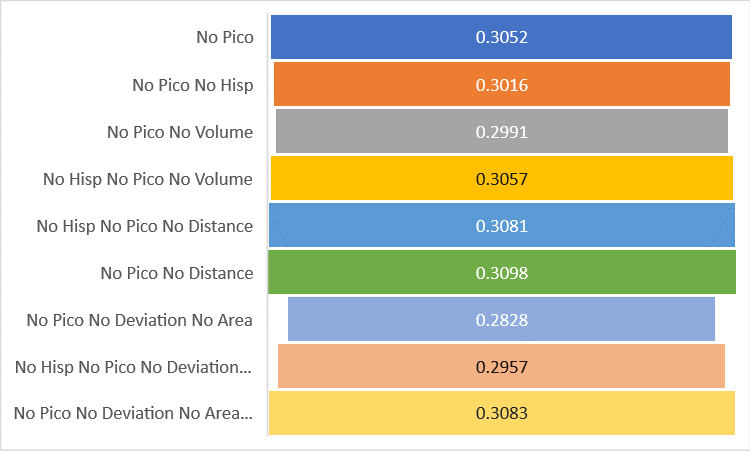 No Pico 0.3052
No Pico No Hisp 0.3016
No Pico No Volume 0.2991
No Hisp No Pico No Volume 0.3057
No Hisp No Pico No Distance 0.3081
No Pico No Distance 0.3098
No Pico No Deviation No Area 0.2828
No Hisp No Pico No Deviation... 0.2957
No Pico No Deviation No Area... 0.3083